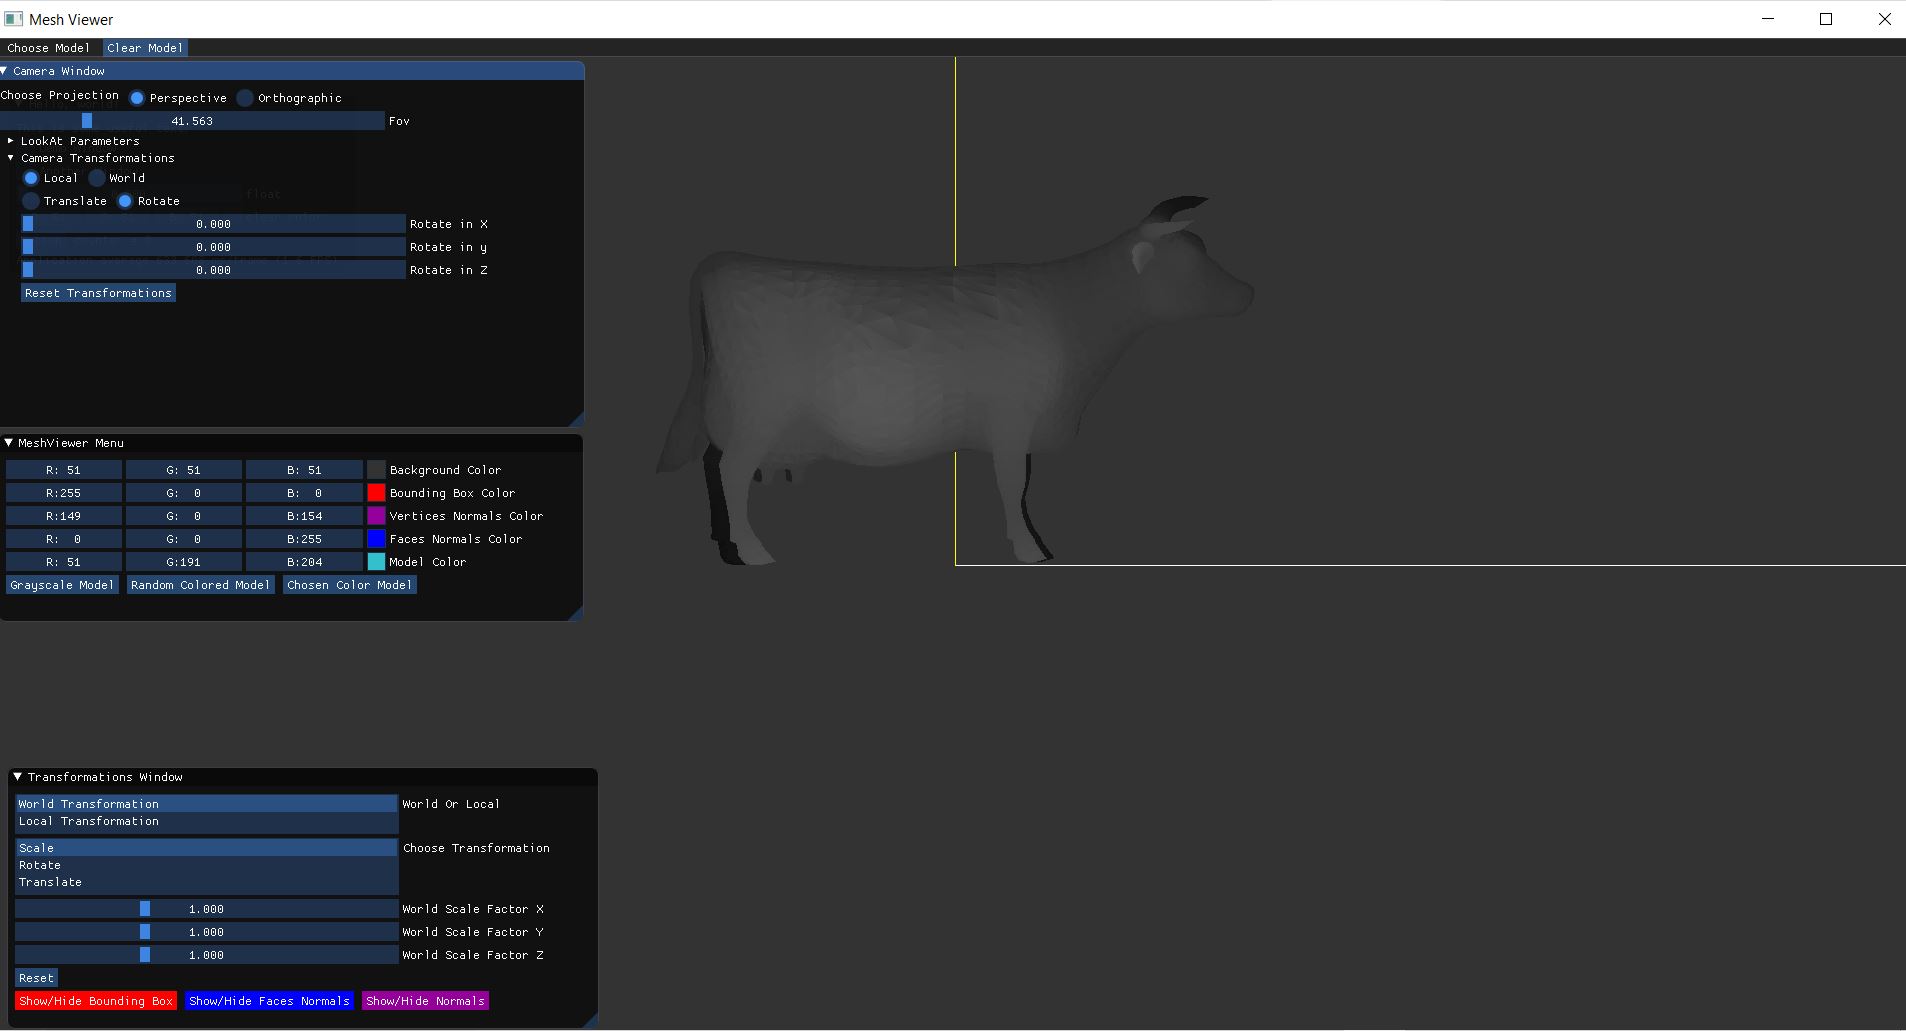 Mesh Viewer
Choose Model Clear Model
Camera Window
Choose Projection Perspective Orthographic
41.563 Fov
LookAt Parameters
Camera Transformations
Local World
float
Translate Rotate
0.000 Rotate in X
0.000 Rotate in y
0.000 Rotate in Z
Reset Transformations
MeshViewer Menu
R: 51 G: 51 B: 51 Background Color
R:255 G: 0 B: 0 Bounding Box Color
R:149 G: 0 B:154 Vertices Normals Color
R: 0 G: 0 B:255 Faces Normals Color
R: 51 G:191 B:204 Model Color
Grayscale Model Random Colored Model Chosen Color Model
Transformations Window
World Transformation World Or Local
Local Transformation
Scale Choose Transformation
Rotate
Translate
1.000 World Scale Factor X
1.000 World Scale Factor Y
1.000 World Scale Factor Z
Reset
Show/Hide Bounding Box Show/Hide Faces Normals Show/Hide Normals